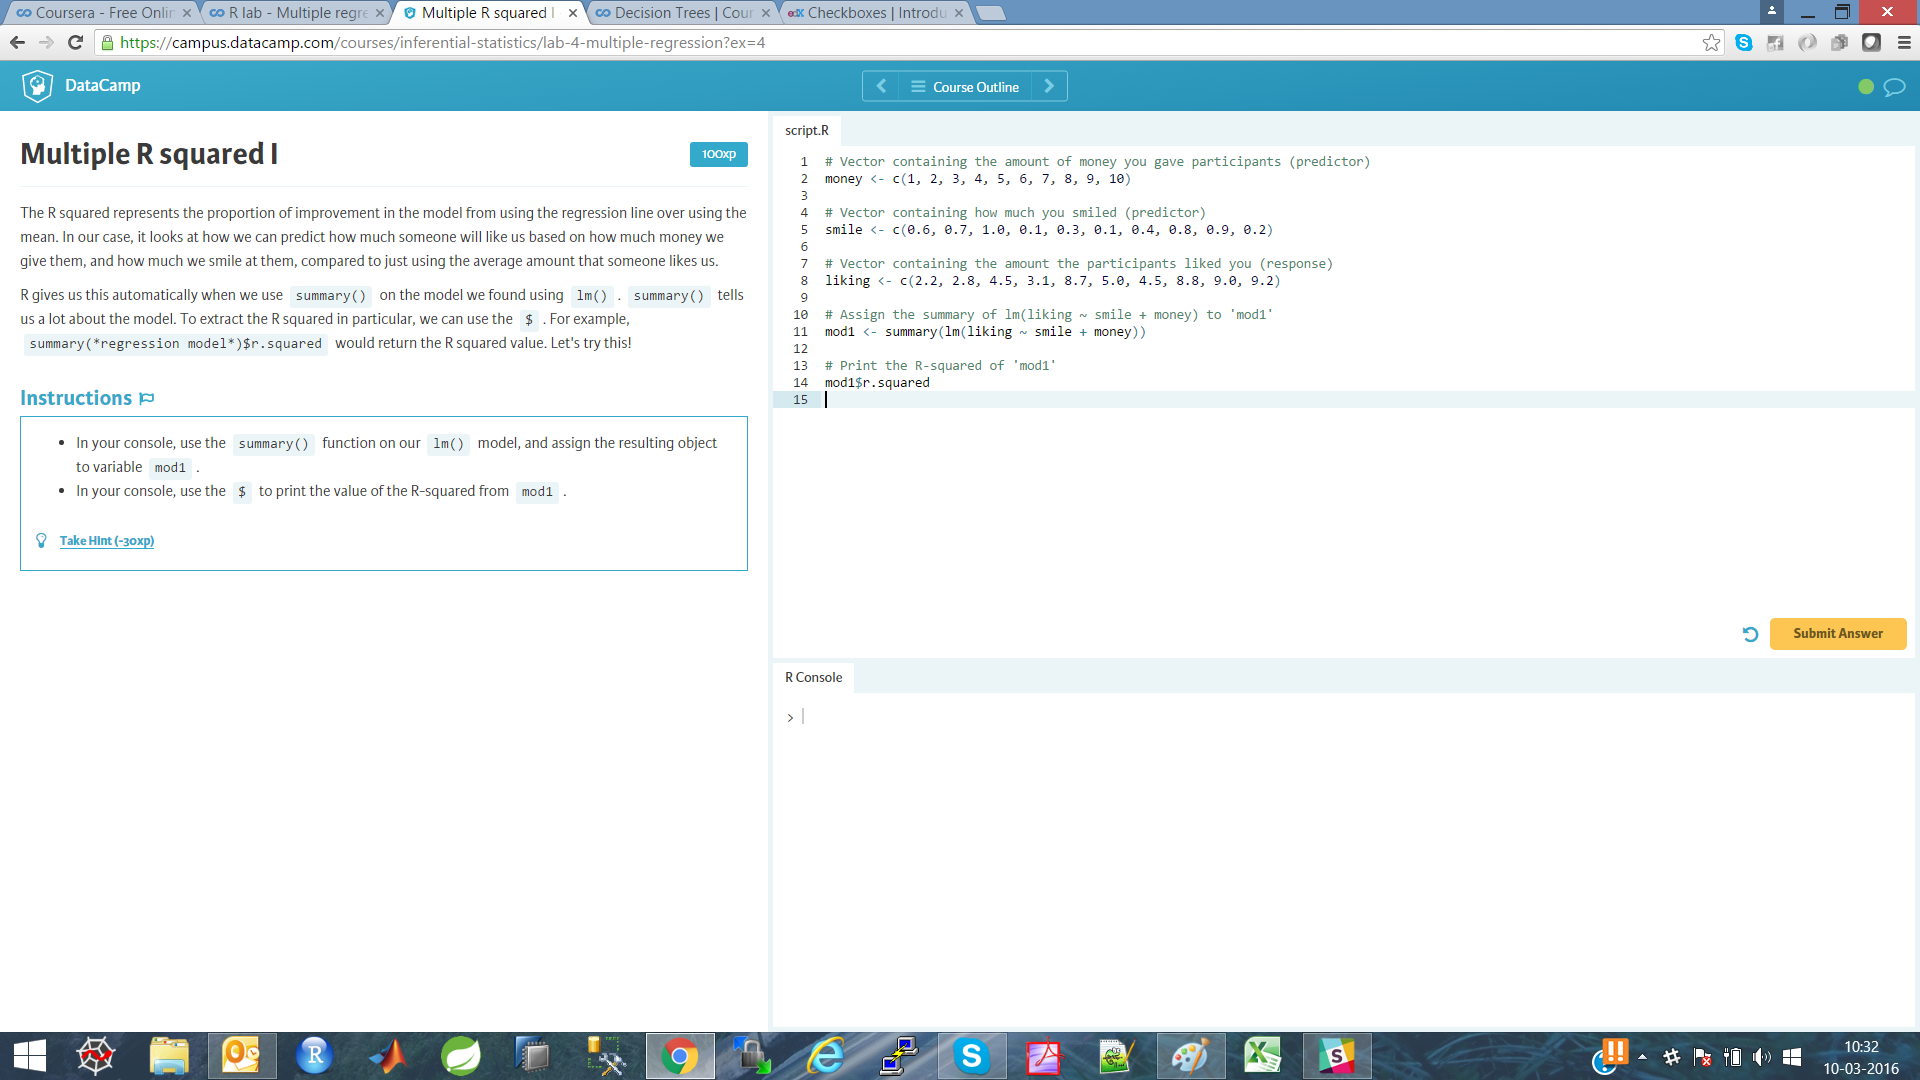 Coursera - Free Onlin
R lab - Multiple regre
Multiple R squared I
Decision Trees | Cour
edX Checkboxes | Introdu
https://campus.datacamp.com/courses/inferential-statistics/lab-4-multiple-regression?ex=4
DataCamp
Course Outline
Multiple R squared I
100xp
The R squared represents the proportion of improvement in the model from using the regression line over using the
mean. In our case, it looks at how we can predict how much someone will like us based on how much money we
give them, and how much we smile at them, compared to just using the average amount that someone likes us.
R gives us this automatically when we use summary() on the model we found using lm() . summary() tells
us a lot about the model. To extract the R squared in particular, we can use the $ . For example,
summary(*regression model*)$r.squared would return the R squared value. Let's try this!
Instructions
• In your console, use the summary() function on our lm() model, and assign the resulting object
to variable mod1 .
• In your console, use the $ to print the value of the R-squared from mod1 .
Take Hint (-30xp)
script.R
1 # Vector containing the amount of money you gave participants (predictor)
2 money <- c(1, 2, 3, 4, 5, 6, 7, 8, 9, 10)
3
4 # Vector containing how much you smiled (predictor)
5 smile <- c(0.6, 0.7, 1.0, 0.1, 0.3, 0.1, 0.4, 0.8, 0.9, 0.2)
6
7 # Vector containing the amount the participants liked you (response)
8 liking <- c(2.2, 2.8, 4.5, 3.1, 8.7, 5.0, 4.5, 8.8, 9.0, 9.2)
9
10 # Assign the summary of lm(liking ~ smile + money) to 'mod1'
11 mod1 <- summary(lm(liking ~ smile + money))
12
13 # Print the R-squared of 'mod1'
14 mod1$r.squared
15
Submit Answer
R Console
>
10:32
10-03-2016